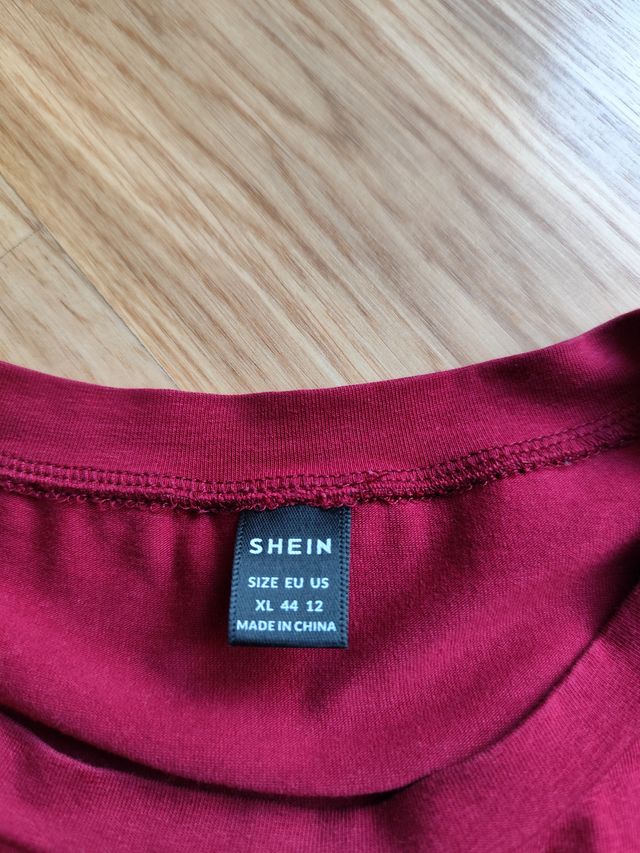 SHEIN
SIZE EU US
XL 44 12
MADE IN CHINA